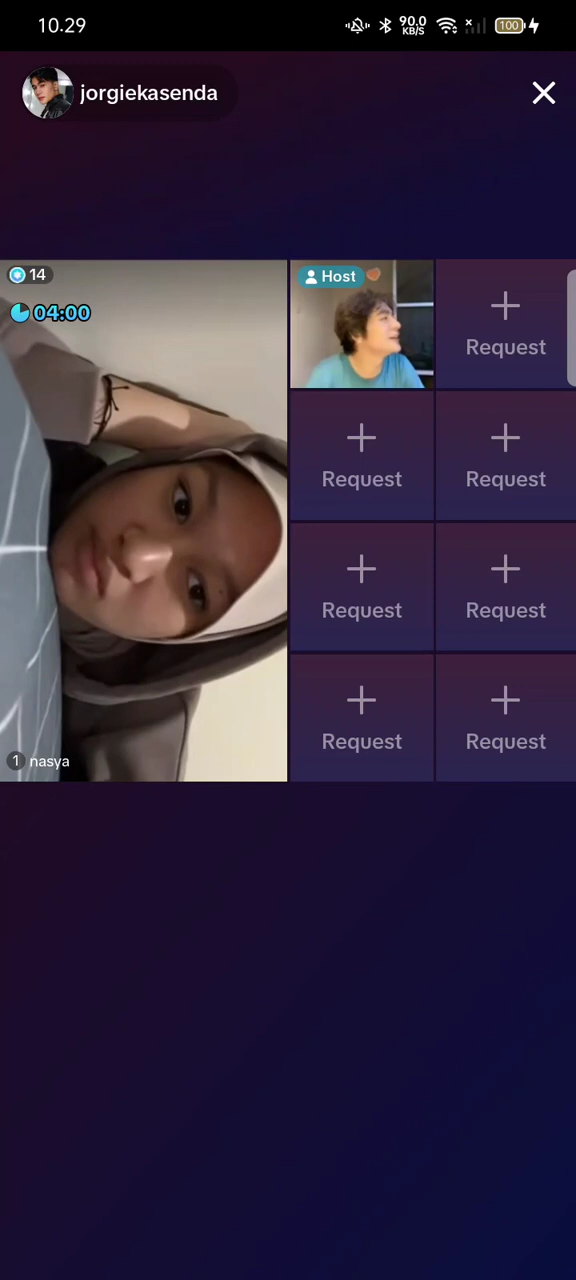 10.29
90.0
KB/S
100
jorgiekasenda
14
04:00
Host
Request
Request
Request
Request
Request
Request
Request
1 nasya